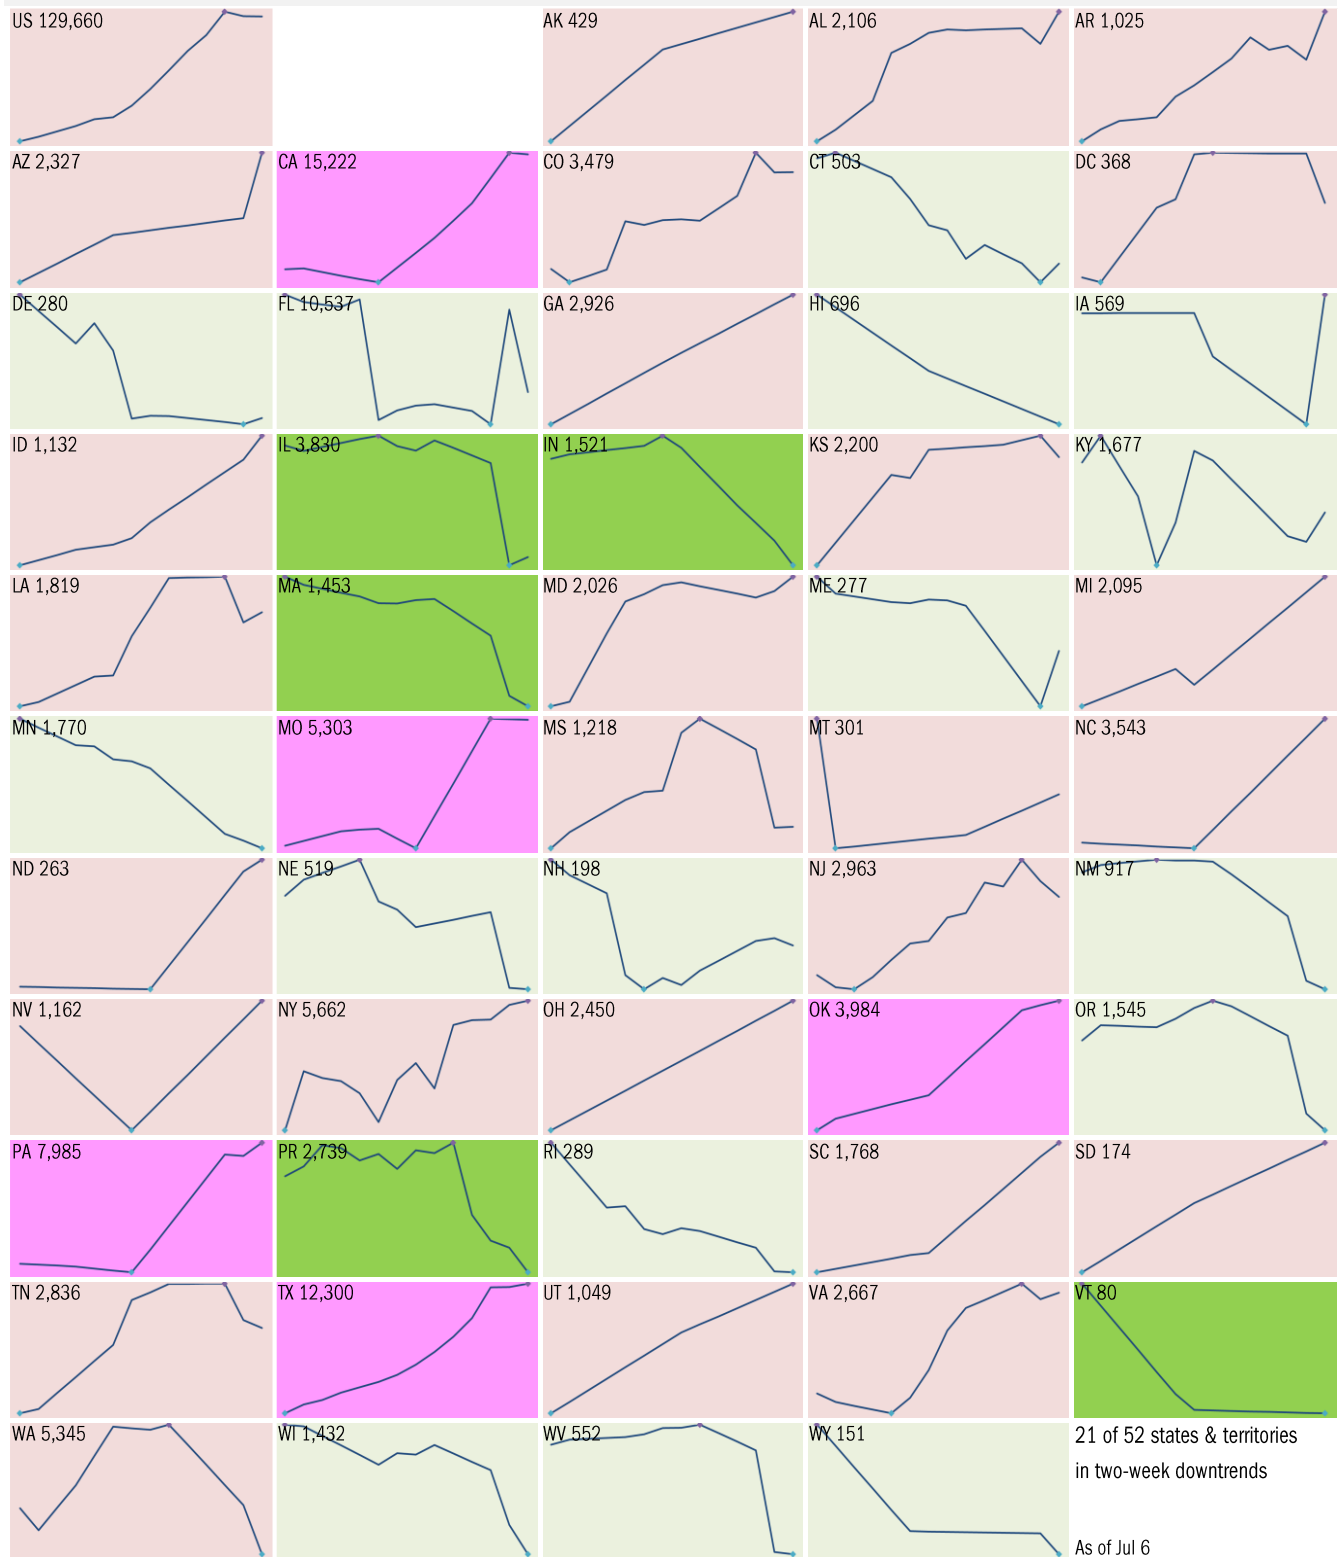 US 129,660
AK 429
AL 2,106
AR 1,025
AZ 2,327
CA 15,222
CO 3,479
CT 503
DC 368
DE 280
FL 10,537
GA 2,926
HI 696
IA 569
ID 1,132
IL 3,830
IN 1,521
KS 2,200
KY 1,677
LA 1,819
MA 1,453
MD 2,026
ME 277
MI 2,095
MN 1,770
MO 5,303
MS 1,218
MT 301
NC 3,543
ND 263
NE 519
NH 198
NJ 2,963
NM 917
NV 1,162
NY 5,662
OH 2,450
OK 3,984
OR 1,545
PA 7,985
PR 2,739
RI 289
SC 1,768
SD 174
TN 2,836
TX 12,300
UT 1,049
VA 2,667
VT 80
WA 5,345
WI 1,432
WV 552
WY 151
21 of 52 states & territories
in two-week downtrends
As of Jul 6